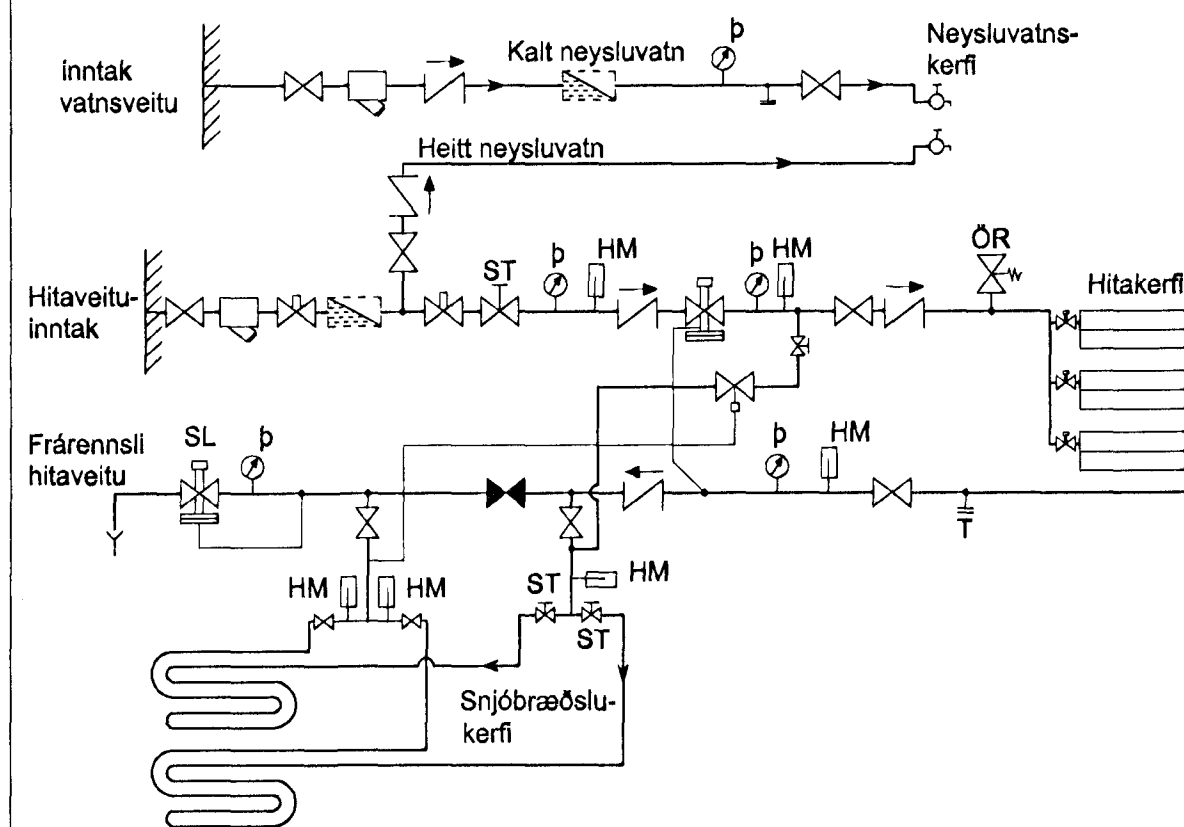 inntak
vatnsveitu
Kalt neysluvatn
þ
Neysluvatns-
kerfi
Heitt neysluvatn
Hitaveitu-
inntak
ST
þ
HM
þ
HM
ÖR
Hitakerfi
Frárennsli
hitaveitu
SL
þ
þ
HM
T
HM
HM
ST
HM
ST
Snjóbræðslu-
kerfi